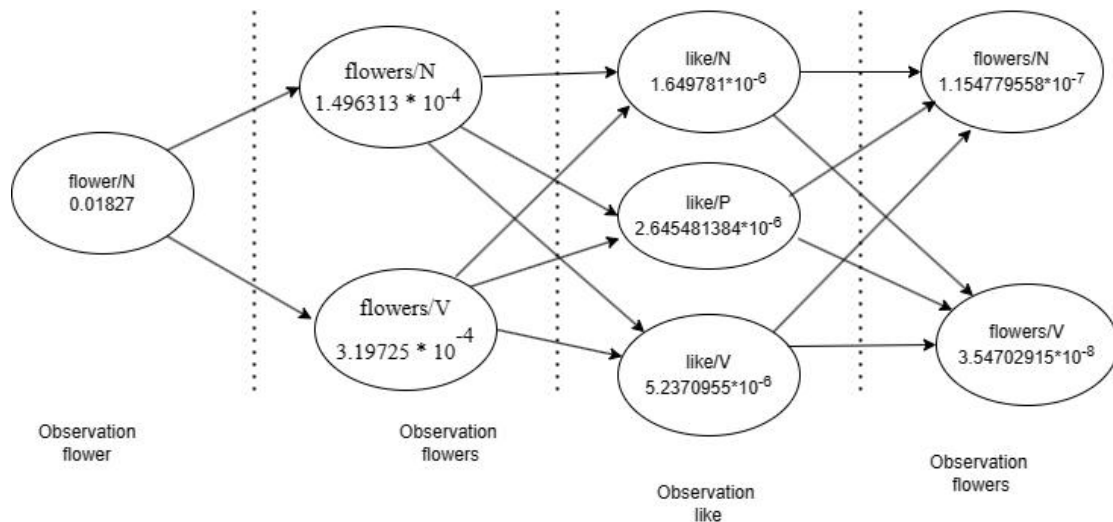 flower/N
0.01827
flowers/N
1.496313 * 10^-4
flowers/V
3.19725 * 10^-4
like/N
1.649781*10^-6
like/P
2.645481384*10^-6
like/V
5.2370955*10^-6
flowers/N
1.154779558*10^-7
flowers/V
3.54702915*10^-8
Observation
flower
Observation
flowers
Observation
like
Observation
flowers